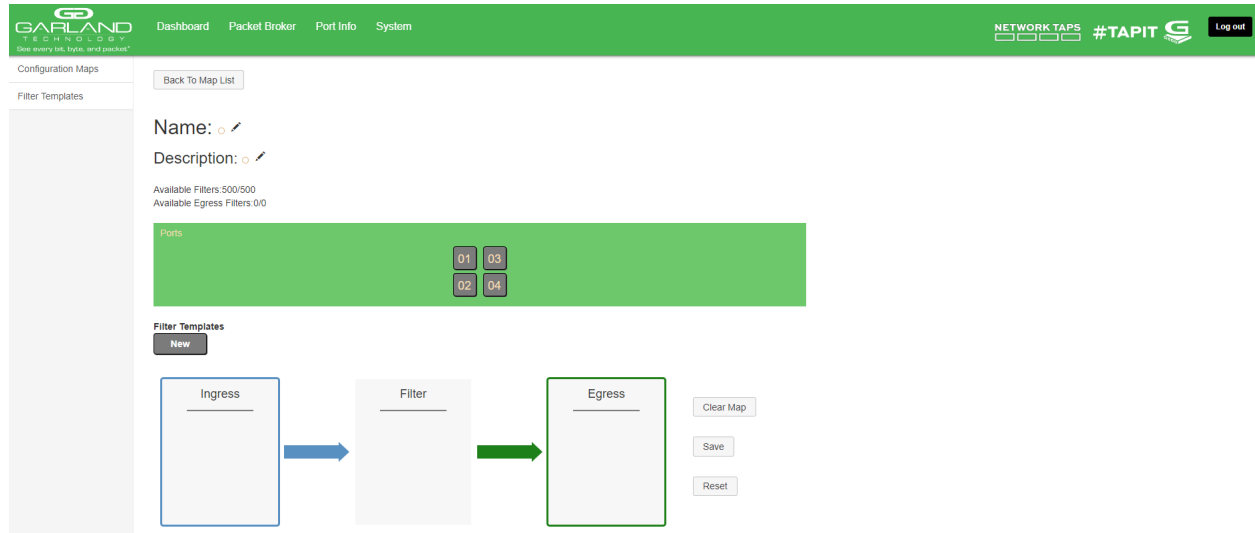 GARLAND
TECHNOLOGY
See every bit, byte, and packet®
Dashboard Packet Broker Port Info System
NETWORK TAPS
#TAPIT
Log out
Configuration Maps
Filter Templates
Back To Map List
Name:
Description:
Available Filters:500/500
Available Egress Filters:0/0
Ports
01 03
02 04
Filter Templates
New
Ingress Filter Egress
Clear Map
Save
Reset